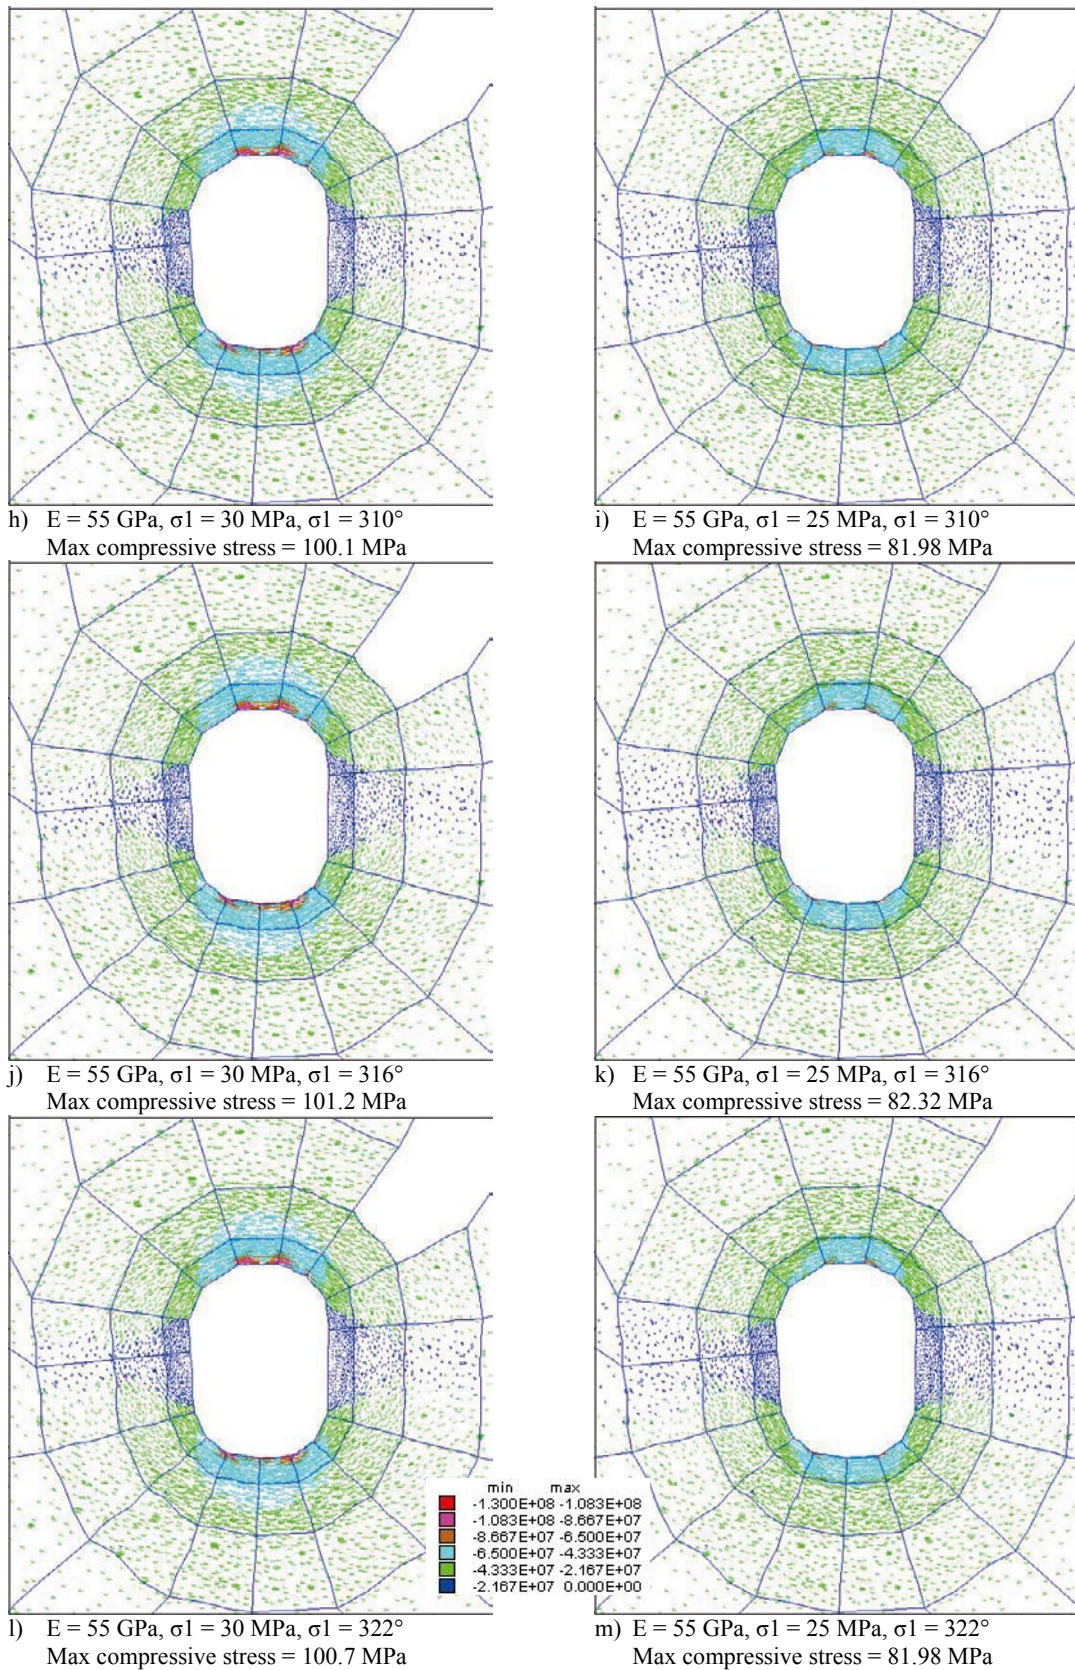 h) E = 55 GPa, σ1 = 30 MPa, σ1 = 310°
Max compressive stress = 100.1 MPa
i) E = 55 GPa, σ1 = 25 MPa, σ1 = 310°
Max compressive stress = 81.98 MPa
j) E = 55 GPa, σ1 = 30 MPa, σ1 = 316°
Max compressive stress = 101.2 MPa
k) E = 55 GPa, σ1 = 25 MPa, σ1 = 316°
Max compressive stress = 82.32 MPa
min max
-1.300E+08 -1.083E+08
-1.083E+08 -8.667E+07
-8.667E+07 -6.500E+07
-6.500E+07 -4.333E+07
-4.333E+07 -2.167E+07
-2.167E+07 0.000E+00
l) E = 55 GPa, σ1 = 30 MPa, σ1 = 322°
Max compressive stress = 100.7 MPa
m) E = 55 GPa, σ1 = 25 MPa, σ1 = 322°
Max compressive stress = 81.98 MPa